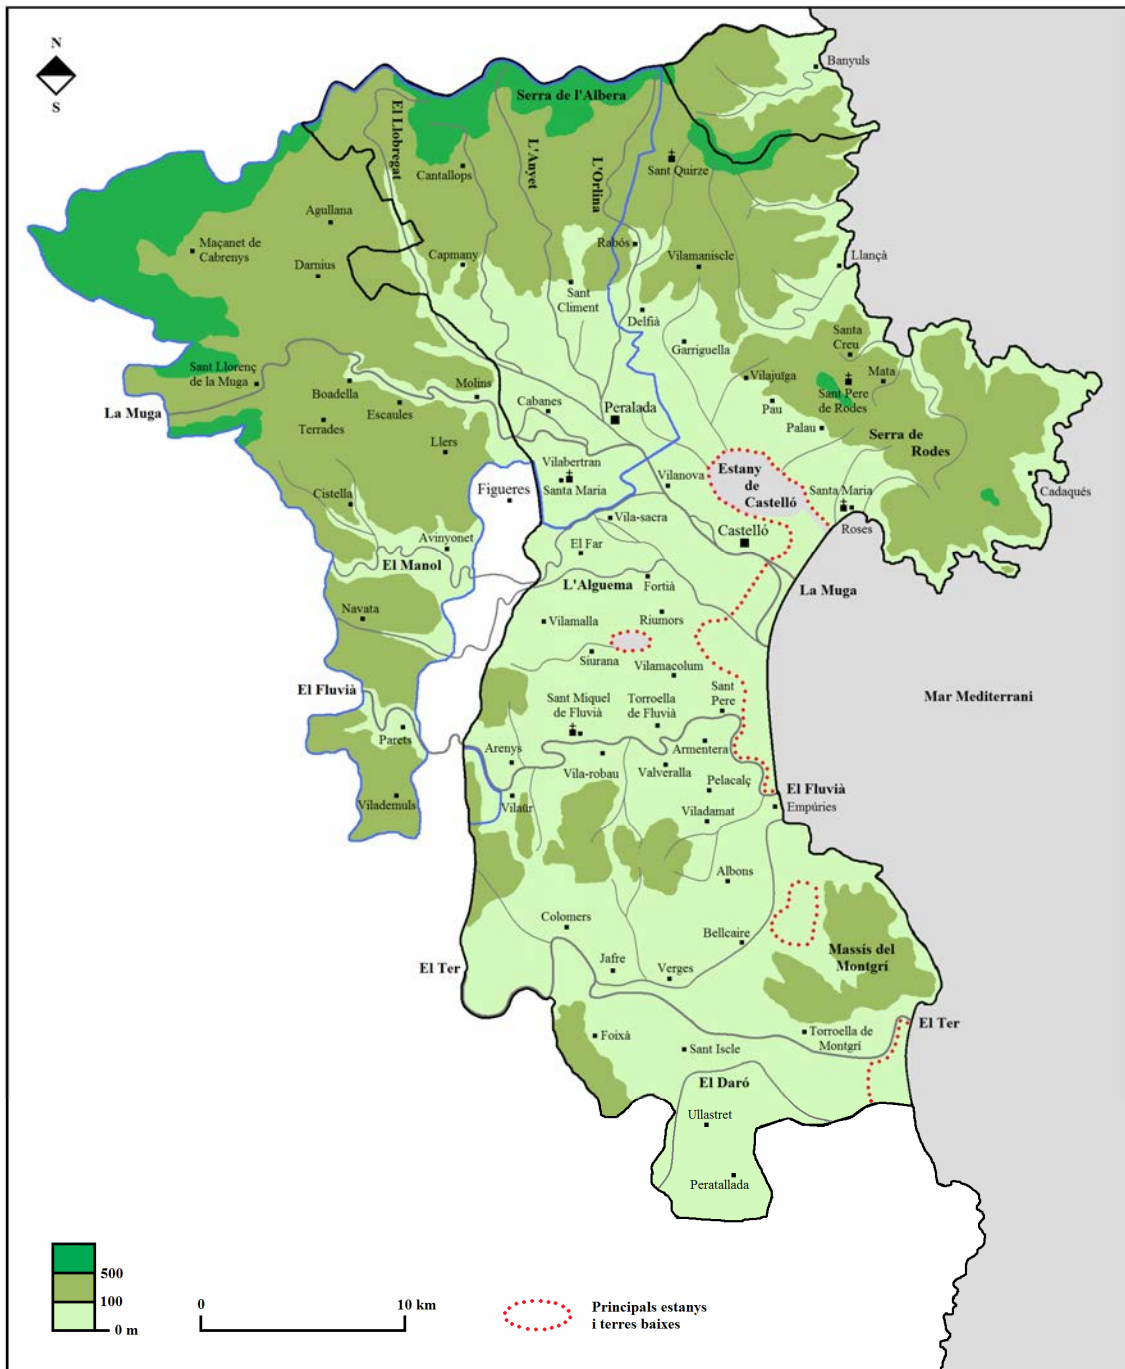 N
S
Banyuls
Serra de l'Albera
El Llobregat
L'Anyet
L'Orlina
Cantallops
Sant Quirze
Agullana
Maçanet de
Cabrenys
Darnius
Capmany
Rabós
Vilamaniscle
Llançà
Sant
Climent
Delfià
Garriguella
Santa
Creu
Sant Llorenç
de la Muga
Boadella
Escaules
Molins
Vilajuïga
Mata
Sant Pere
de Rodes
La Muga
Terrades
Cabanes
Peralada
Pau
Palau
Serra de
Rodes
Llers
Vilabertran
Santa Maria
Vilanova
Estany
de
Castelló
Cadaqués
Figueres
Cistella
Santa Maria
Roses
Vila-sacra
Castelló
Avinyonet
El Far
El Manol
L'Alguema
Fortià
La Muga
Navata
Vilamalla
Riumors
Siurana
Vilamacolum
El Fluvià
Sant Miquel
de Fluvià
Torroella
de Fluvià
Sant
Pere
Mar Mediterrani
Parets
Arenys
Armentera
Vila-robau
Valveralla
Pelacalç
El Fluvià
Empúries
Vilademuls
Vilaür
Viladamat
Albons
Colomers
Bellcaire
Massís del
Montgrí
El Ter
Jafre
Verges
El Ter
Foixà
Torroella de
Montgrí
Sant Iscle
El Daró
Ullastret
Peratallada
500
100
0 m
0
10 km
Principals estanys
i terres baixes